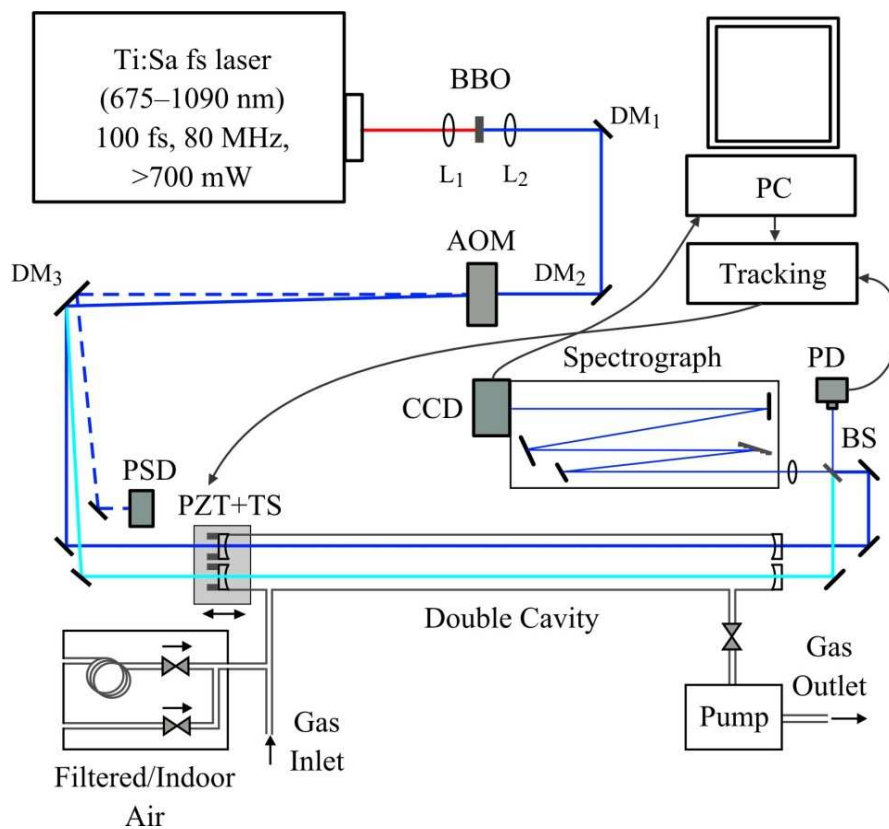 Ti:Sa fs laser
(675–1090 nm)
100 fs, 80 MHz,
>700 mW
BBO
L₁
L₂
DM₁
PC
AOM
DM₂
DM₃
Tracking
Spectrograph
PD
CCD
BS
PSD
PZT+TS
Double Cavity
Gas
Outlet
Pump
Gas
Inlet
Filtered/Indoor
Air